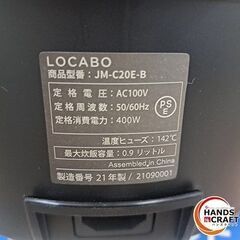 LOCABO
商品型番：JM-C20E-B
定格電圧：AC100V
定格周波数：50/60Hz
定格消費電力：400W
PS
E
温度ヒューズ：142℃
最大炊飯容量：0.9 リットル
Assembled in China
製造番号 21年製 / 21090001
HANDS
CRAFT